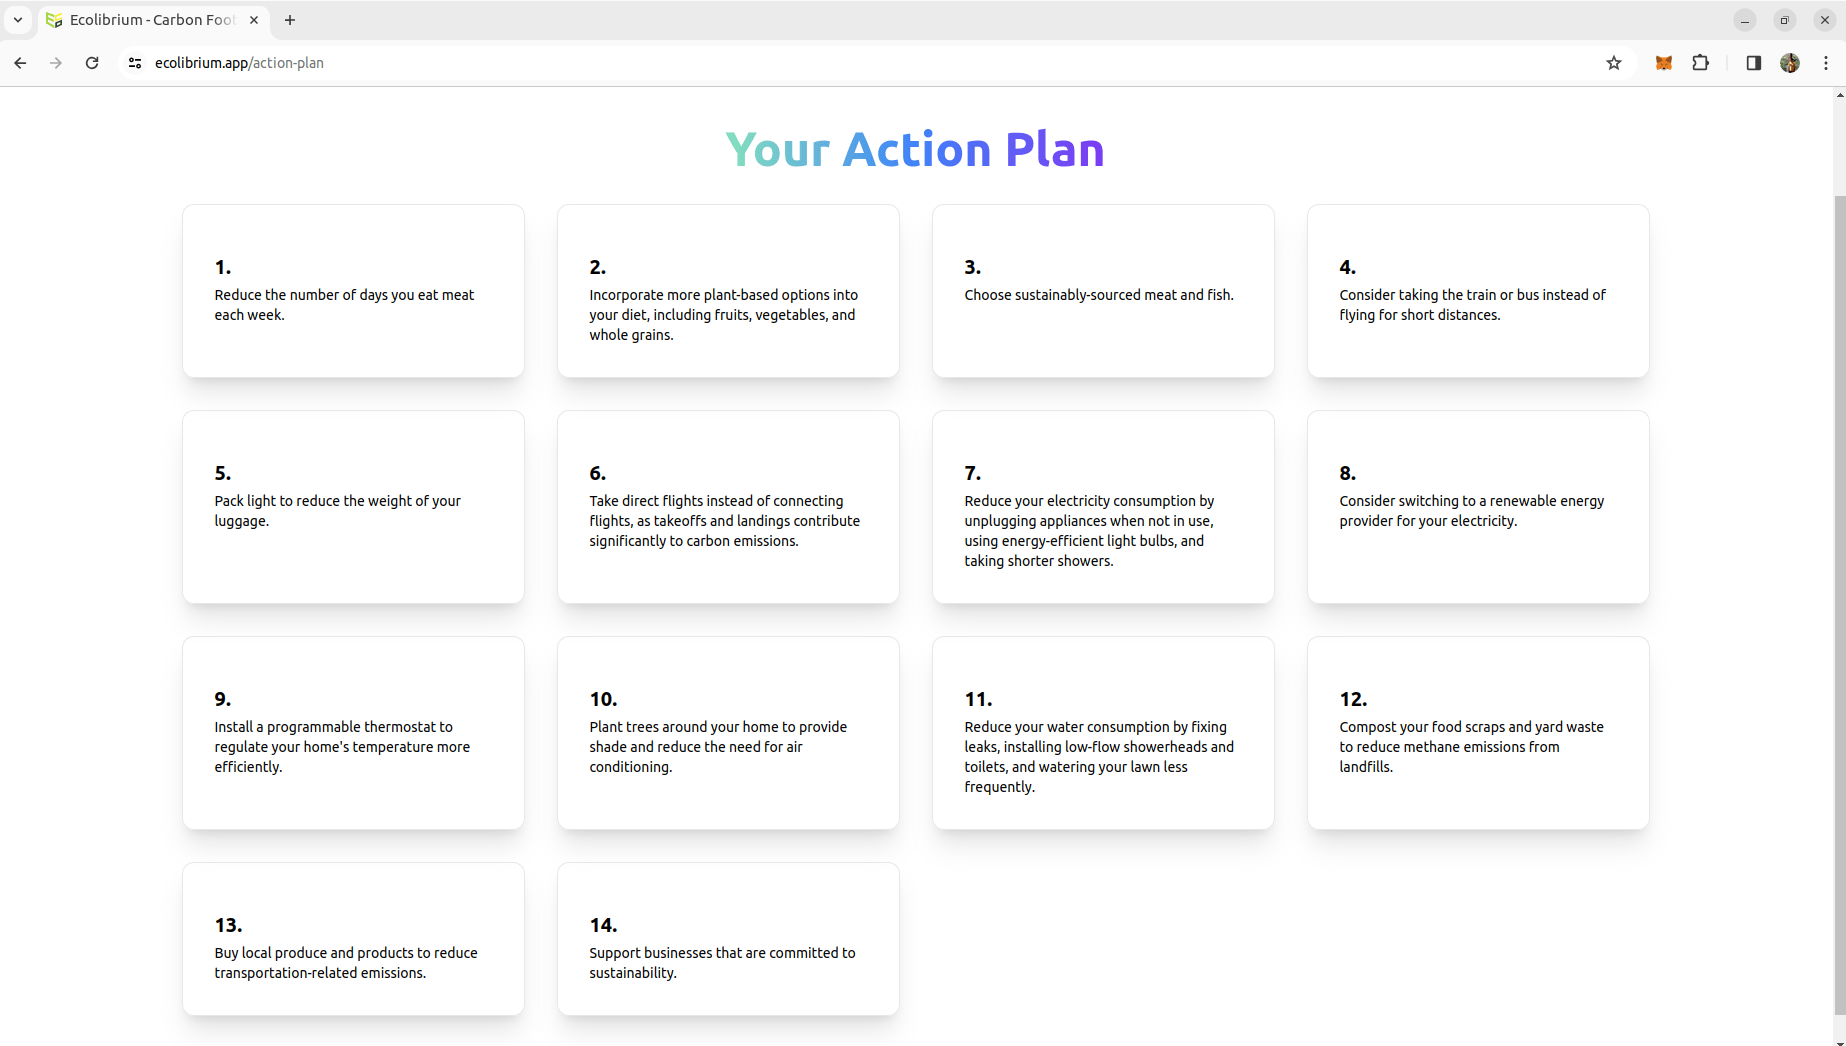 Ecolibrium - Carbon Foot
ecolibrium.app/action-plan
Your Action Plan
1.
Reduce the number of days you eat meat
each week.
2.
Incorporate more plant-based options into
your diet, including fruits, vegetables, and
whole grains.
3.
Choose sustainably-sourced meat and fish.
4.
Consider taking the train or bus instead of
flying for short distances.
5.
Pack light to reduce the weight of your
luggage.
6.
Take direct flights instead of connecting
flights, as takeoffs and landings contribute
significantly to carbon emissions.
7.
Reduce your electricity consumption by
unplugging appliances when not in use,
using energy-efficient light bulbs, and
taking shorter showers.
8.
Consider switching to a renewable energy
provider for your electricity.
9.
Install a programmable thermostat to
regulate your home's temperature more
efficiently.
10.
Plant trees around your home to provide
shade and reduce the need for air
conditioning.
11.
Reduce your water consumption by fixing
leaks, installing low-flow showerheads and
toilets, and watering your lawn less
frequently.
12.
Compost your food scraps and yard waste
to reduce methane emissions from
landfills.
13.
Buy local produce and products to reduce
transportation-related emissions.
14.
Support businesses that are committed to
sustainability.